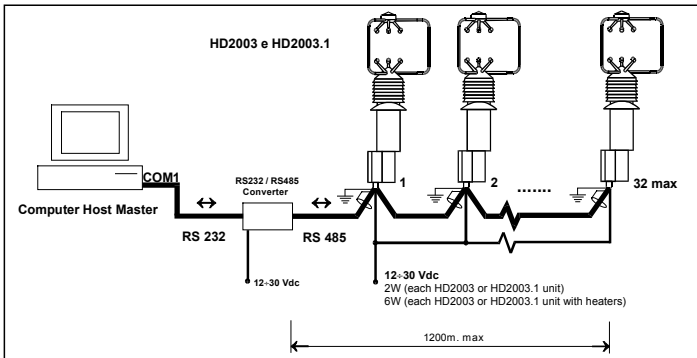 HD2003 e HD2003.1
COM1
RS232 / RS485
Converter
1
2
.......
32 max
Computer Host Master
RS 232
RS 485
12÷30 Vdc
12÷30 Vdc
2W (each HD2003 or HD2003.1 unit)
6W (each HD2003 or HD2003.1 unit with heaters)
1200m. max